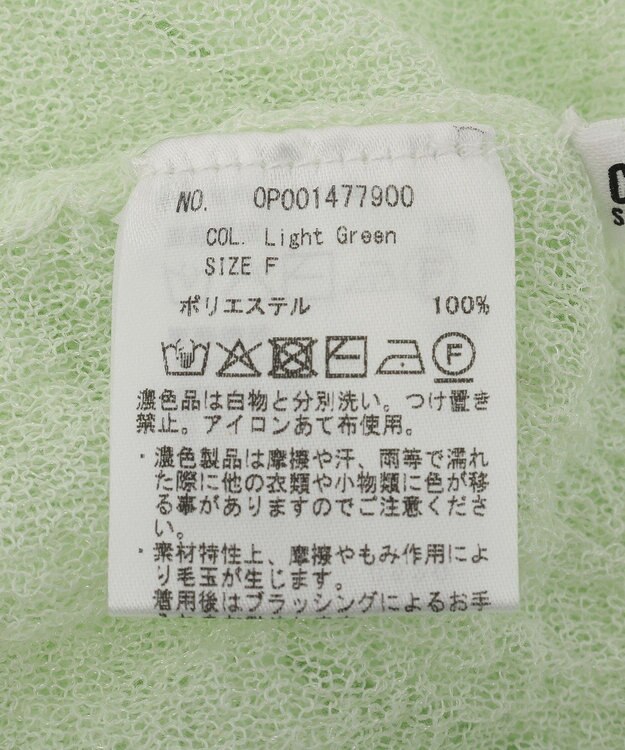 NO. 0P001477900
COL. Light Green
SIZE F
ポリエステル 100%
F
濃色品は白物と分別洗い。つけ置き
禁止。アイロンあて布使用。
・濃色製品は摩擦や汗、雨等で濡れ
た際に他の衣類や小物類に色が移
る事がありますのでご注意くださ
い。
・素材特性上、摩擦やもみ作用によ
り毛玉が生じます。
着用後はブラッシングによるお手